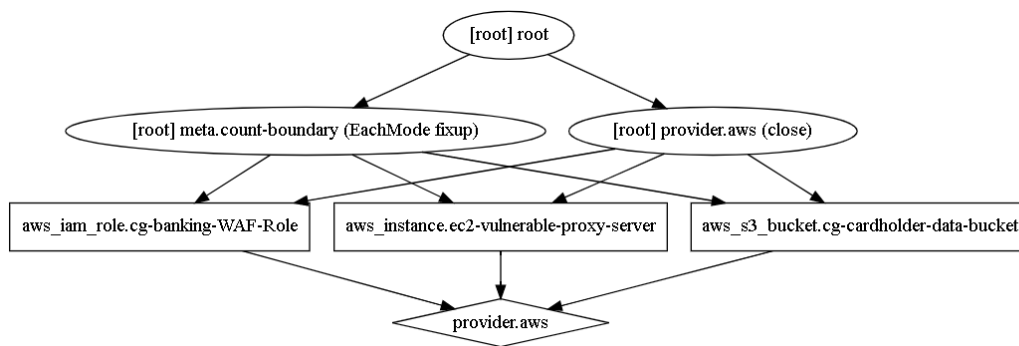 [root] root
[root] meta.count-boundary (EachMode fixup)
[root] provider.aws (close)
aws_iam_role.cg-banking-WAF-Role
aws_instance.ec2-vulnerable-proxy-server
aws_s3_bucket.cg-cardholder-data-bucket
provider.aws